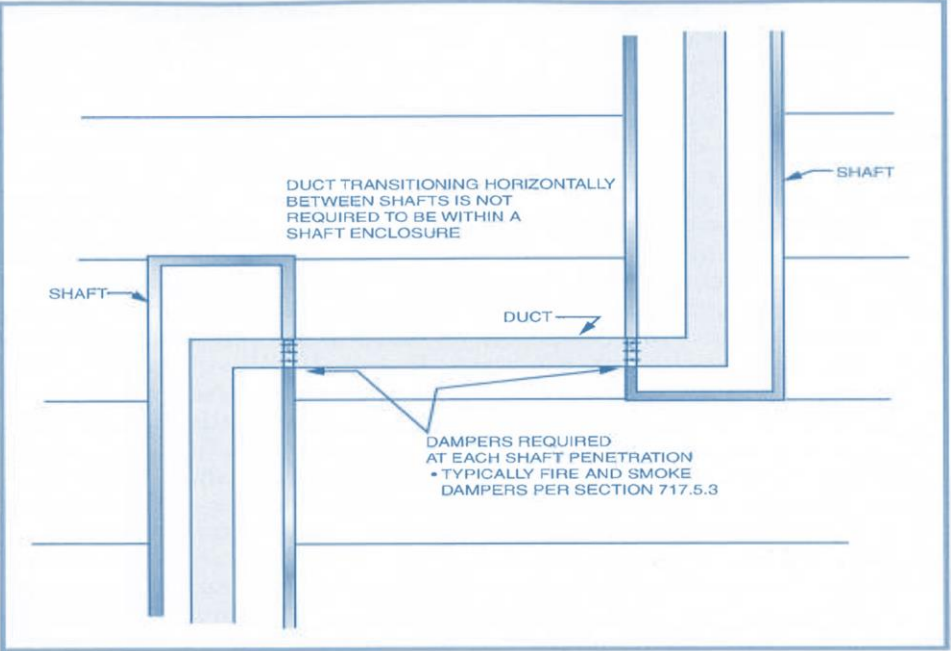 DUCT TRANSITIONING HORIZONTALLY
BETWEEN SHAFTS IS NOT
REQUIRED TO BE WITHIN A
SHAFT ENCLOSURE
SHAFT
SHAFT
DUCT
DAMPERS REQUIRED
AT EACH SHAFT PENETRATION
• TYPICALLY FIRE AND SMOKE
DAMPERS PER SECTION 717.5.3